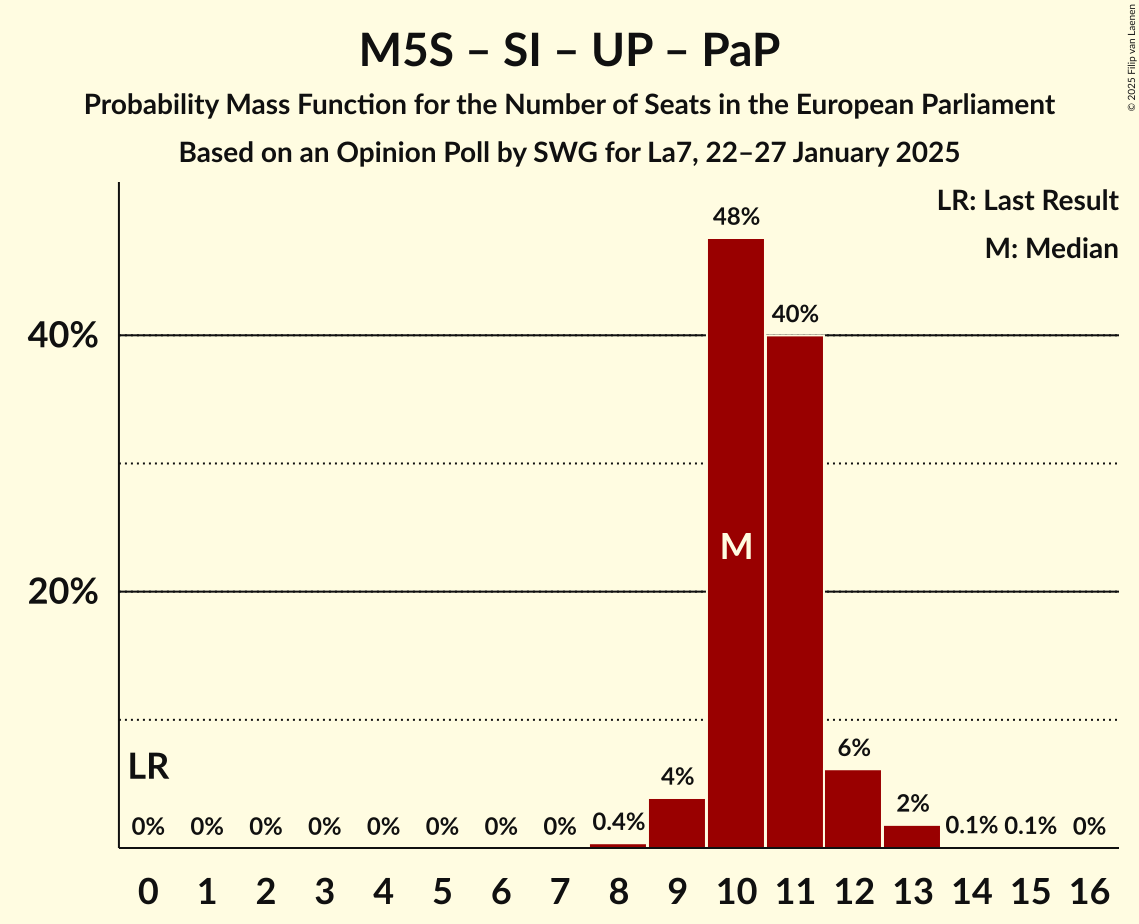 M5S – SI – UP – PaP
Probability Mass Function for the Number of Seats in the European Parliament
Based on an Opinion Poll by SWG for La7, 22–27 January 2025
© 2025 Filip van Laenen
LR: Last Result
M: Median
48%
40%
40%
M
20%
LR
6%
4%
2%
0% 0% 0% 0% 0% 0% 0% 0% 0.4% 0.1% 0.1% 0%
0 1 2 3 4 5 6 7 8 9 10 11 12 13 14 15 16